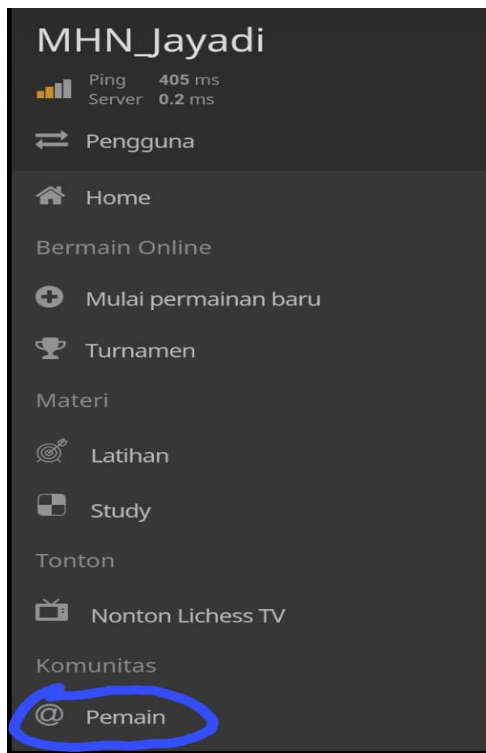 MHN_Jayadi
Ping 405 ms
Server 0.2 ms
Pengguna
Home
Bermain Online
Mulai permainan baru
Turnamen
Materi
Latihan
Study
Tonton
Nonton Lichess TV
Komunitas
@ Pemain